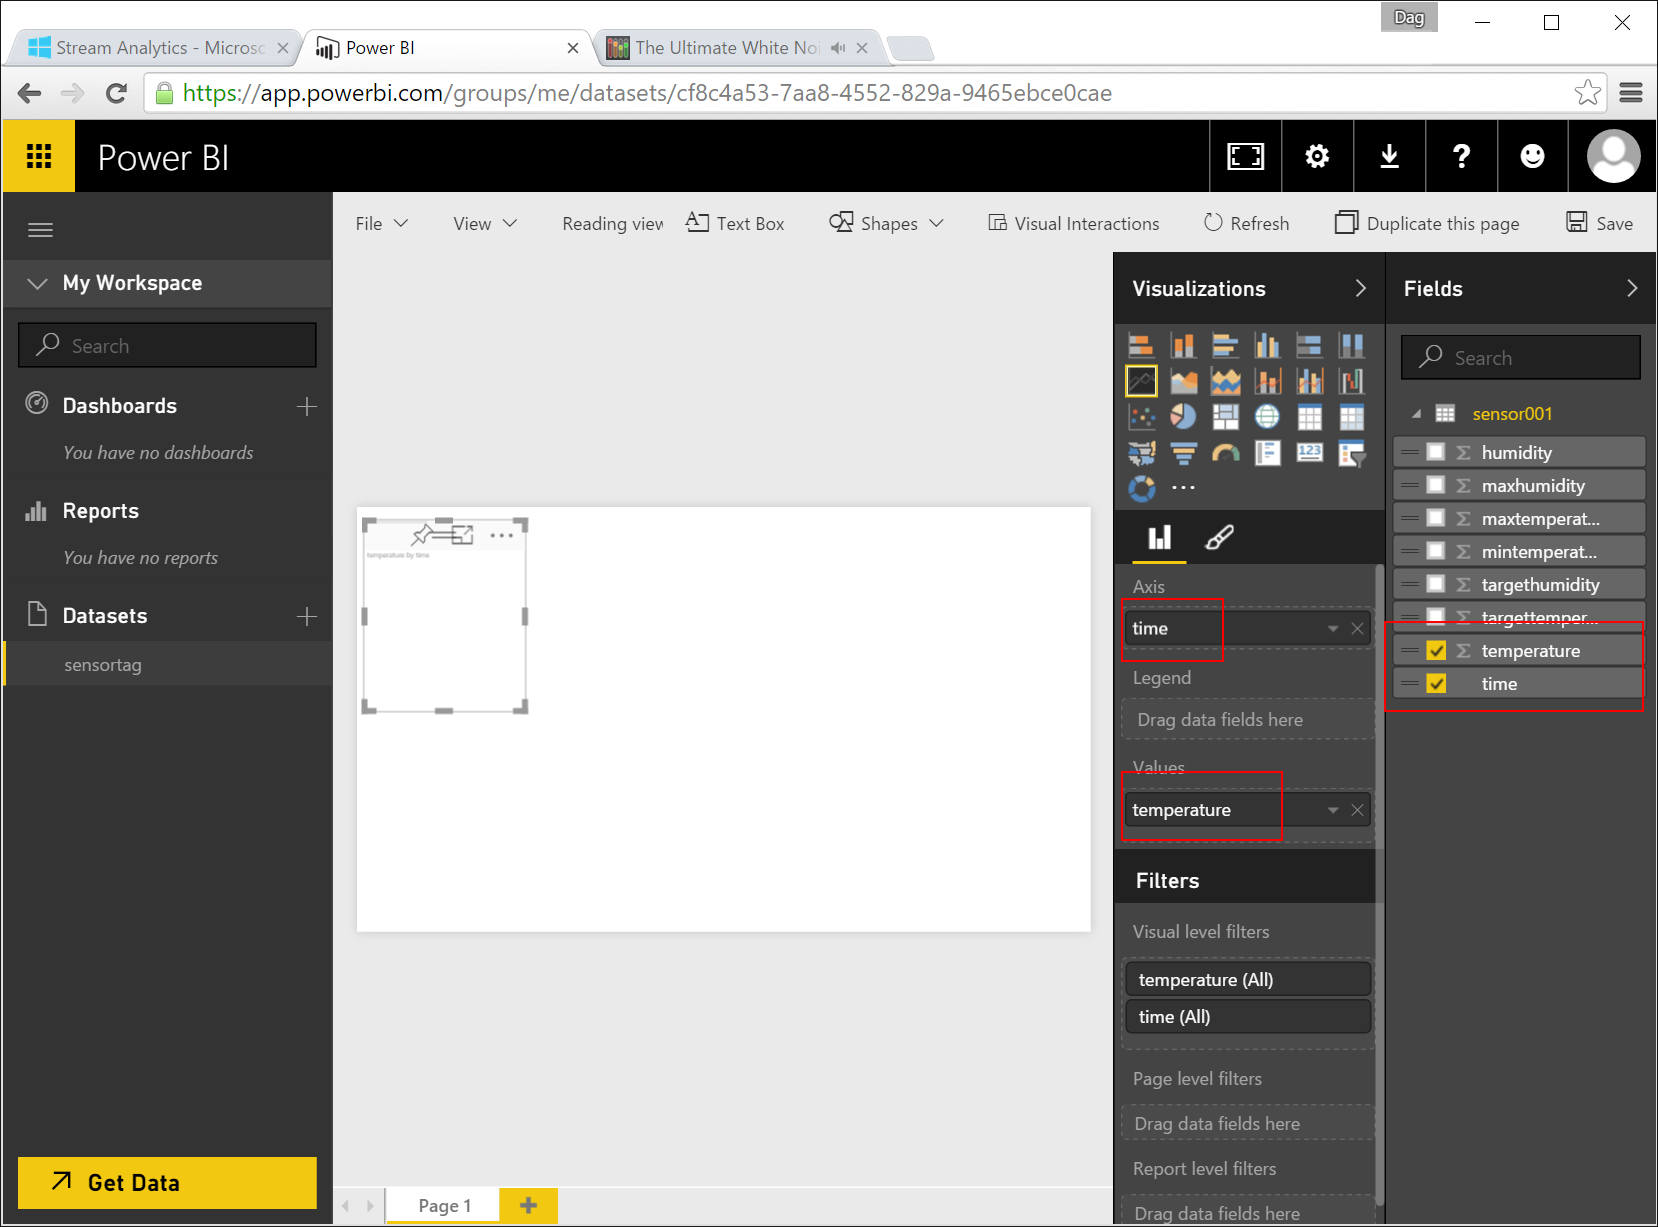 Dag
Stream Analytics - Microsc
Power BI
The Ultimate White Noi
https://app.powerbi.com/groups/me/datasets/cf8c4a53-7aa8-4552-829a-9465ebce0cae
Power BI
?
File
View
Reading view
Text Box
Shapes
Visual Interactions
Refresh
Duplicate this page
Save
My Workspace
Search
Dashboards
You have no dashboards
Reports
You have no reports
Datasets
sensortag
Get Data
temperature by time
Page 1
Visualizations
123
Axis
time
Legend
Drag data fields here
Values
temperature
Filters
Visual level filters
temperature (All)
time (All)
Page level filters
Drag data fields here
Report level filters
Drag data fields here
Fields
Search
sensor001
humidity
maxhumidity
maxtemperat...
mintemperat...
targethumidity
targettemper...
temperature
time